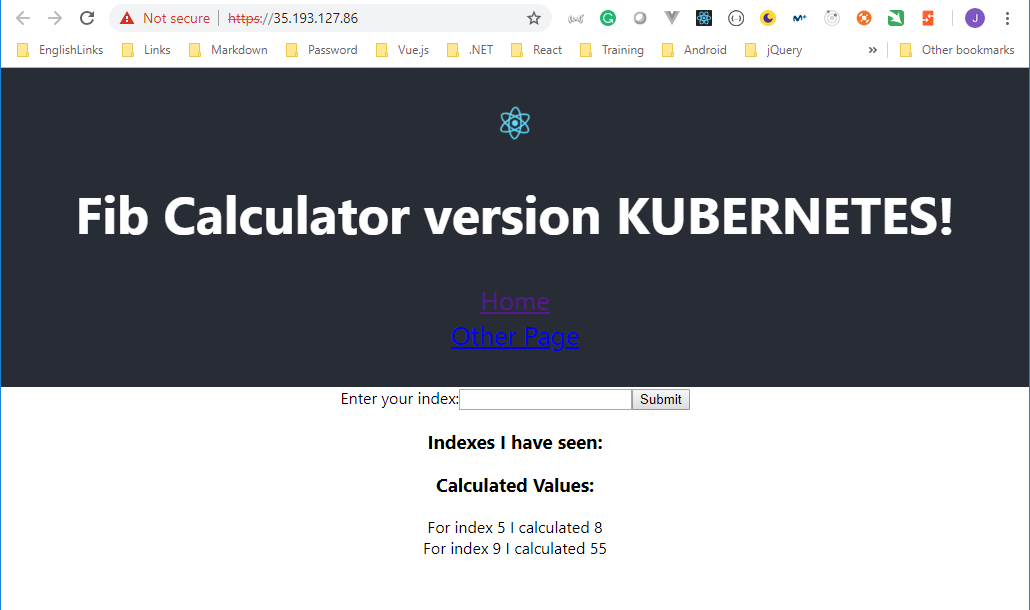 Not secure | https://35.193.127.86
EnglishLinks Links Markdown Password Vue.js .NET React Training Android jQuery » Other bookmarks
Fib Calculator version KUBERNETES!
Home
Other Page
Enter your index: Submit
Indexes I have seen:
Calculated Values:
For index 5 I calculated 8
For index 9 I calculated 55